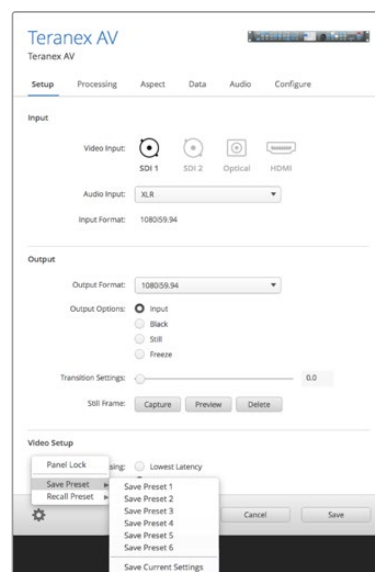 Teranex AV
Teranex AV
Setup Processing Aspect Data Audio Configure
Input
Video Input:
SDI 1 SDI 2 Optical HDMI
Audio Input: XLR
Input Format: 1080i59.94
Output
Output Format: 1080i59.94
Output Options: Input
Black
Still
Freeze
Transition Settings: 0.0
Still Frame: Capture Preview Delete
Video Setup
Panel Lock
sing: Lowest Latency
Save Preset
Recall Preset
Save Preset 1
Save Preset 2
Save Preset 3
Save Preset 4
Save Preset 5
Save Preset 6
Save Current Settings
Cancel Save